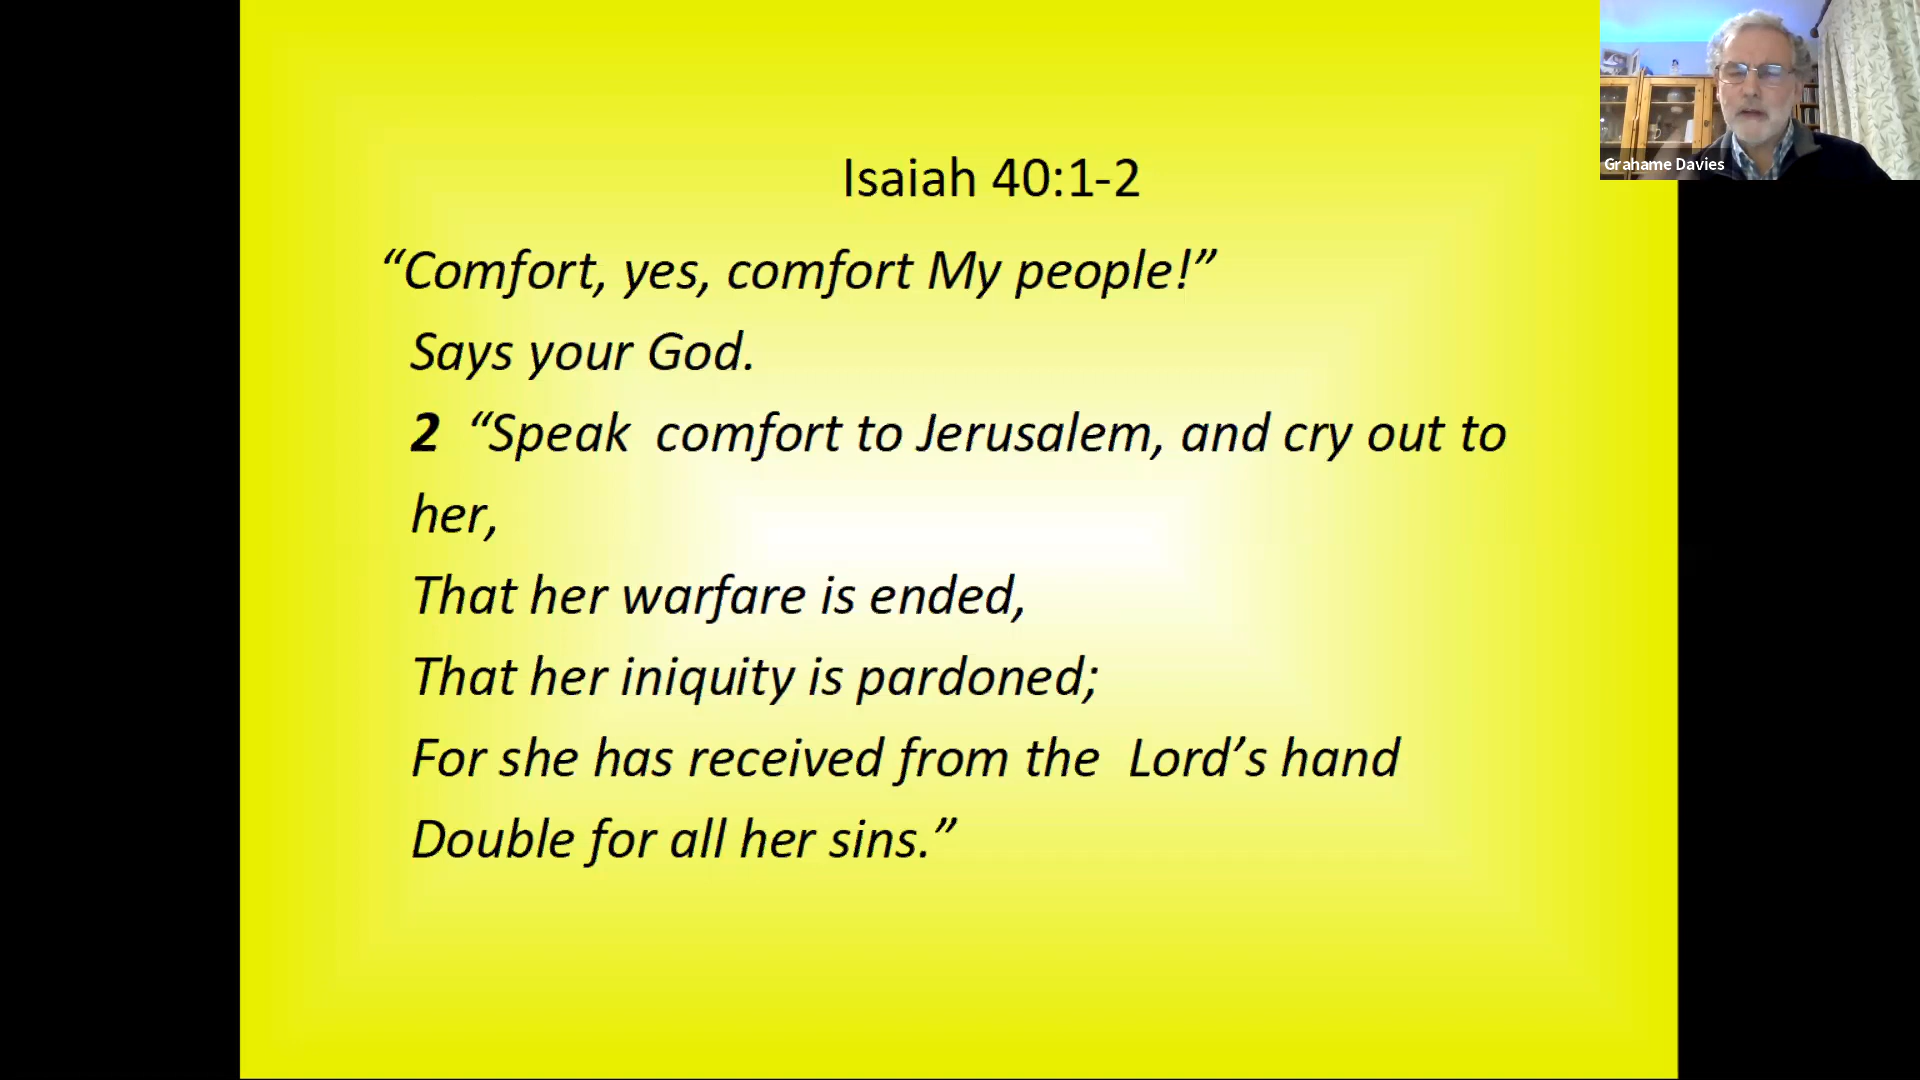 Isaiah 40:1-2
“Comfort, yes, comfort My people!”
Says your God.
2 “Speak comfort to Jerusalem, and cry out to
her,
That her warfare is ended,
That her iniquity is pardoned;
For she has received from the Lord’s hand
Double for all her sins.”
Grahame Davies